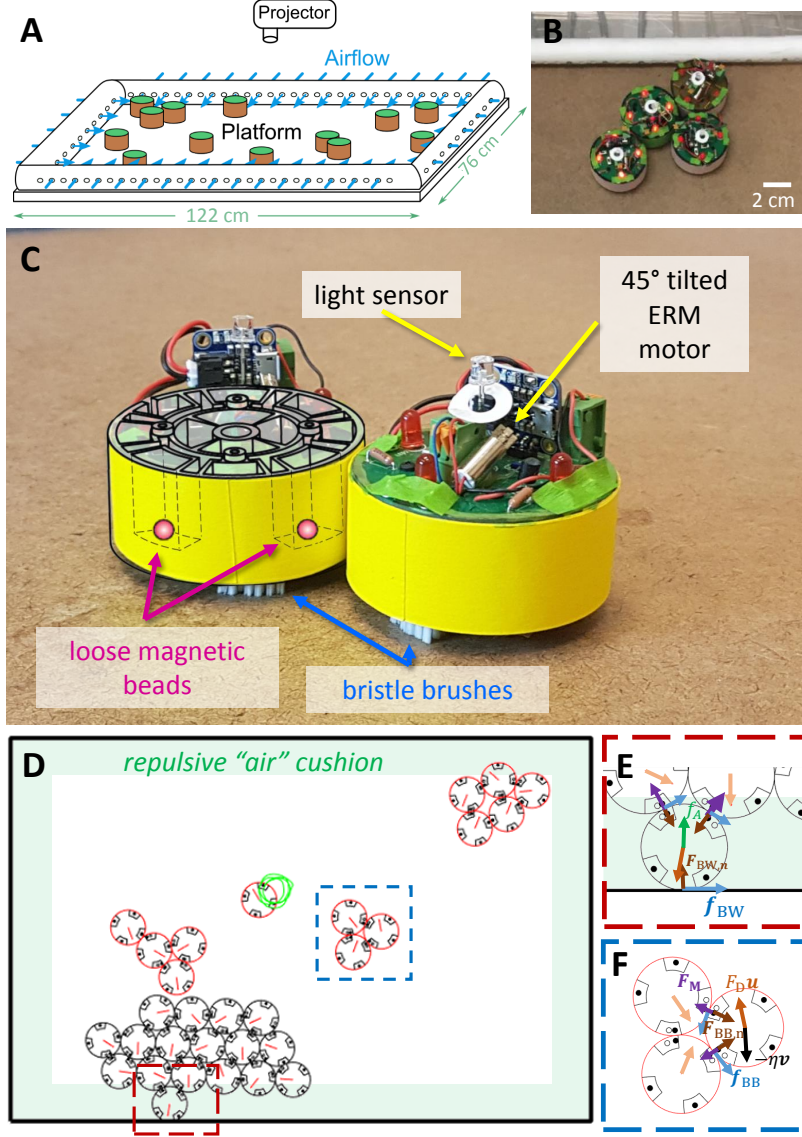 A
Projector
Airflow
Platform
76 cm
122 cm
B
2 cm
C
light sensor
45° tilted
ERM
motor
loose magnetic
beads
bristle brushes
D
repulsive “air” cushion
E
f_A
F_BW,n
f_BW
F
F_M
F_D u
F_BB,n
−ηv
f_BB